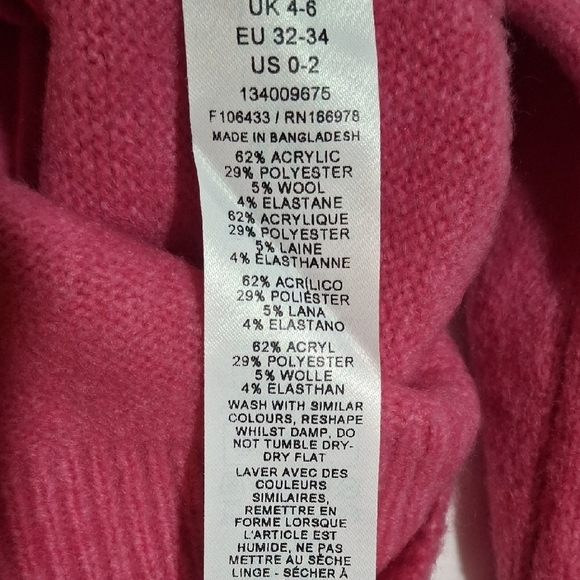 UK 4-6
EU 32-34
US 0-2
134009675
F106433 / RN166978
MADE IN BANGLADESH
62% ACRYLIC
29% POLYESTER
5% WOOL
4% ELASTANE
62% ACRYLIQUE
29% POLYESTER
5% LAINE
4% ÉLASTHANNE
62% ACRÍLICO
29% POLIÉSTER
5% LANA
4% ELASTANO
62% ACRYL
29% POLYESTER
5% WOLLE
4% ELASTHAN
WASH WITH SIMILAR
COLOURS, RESHAPE
WHILST DAMP, DO
NOT TUMBLE DRY-
DRY FLAT
LAVER AVEC DES
COULEURS
SIMILAIRES,
REMETTRE EN
FORME LORSQUE
L'ARTICLE EST
HUMIDE, NE PAS
METTRE AU SÈCHE
LINGE - SÉCHER À